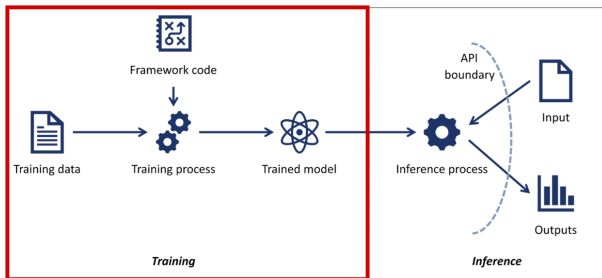 Framework code
API
boundary
Training data
Training process
Trained model
Inference process
Input
Outputs
Training
Inference